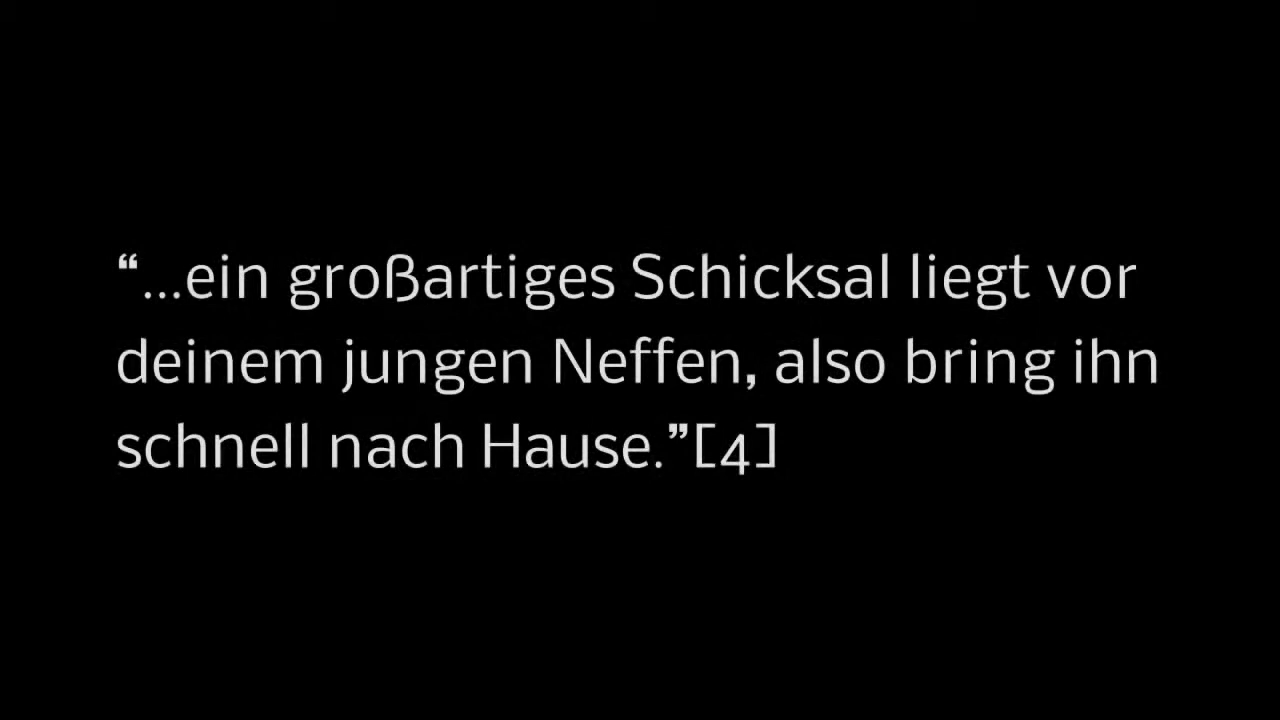 “...ein großartiges Schicksal liegt vor
deinem jungen Neffen, also bring ihn
schnell nach Hause.”[4]